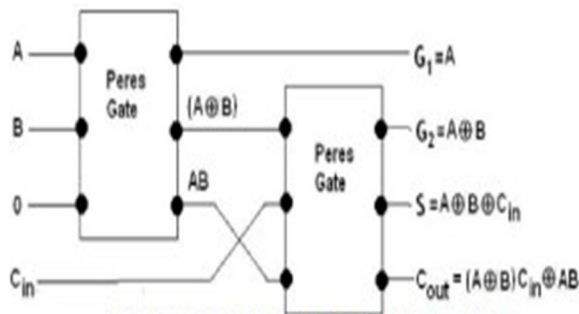 A
Peres
Gate
G₁=A
B
(A⊕B)
Peres
Gate
G₂=A⊕B
0
AB
S=A⊕B⊕Cᵢₙ
Cᵢₙ
Cₒᵤₜ=(A⊕B)Cᵢₙ⊕AB